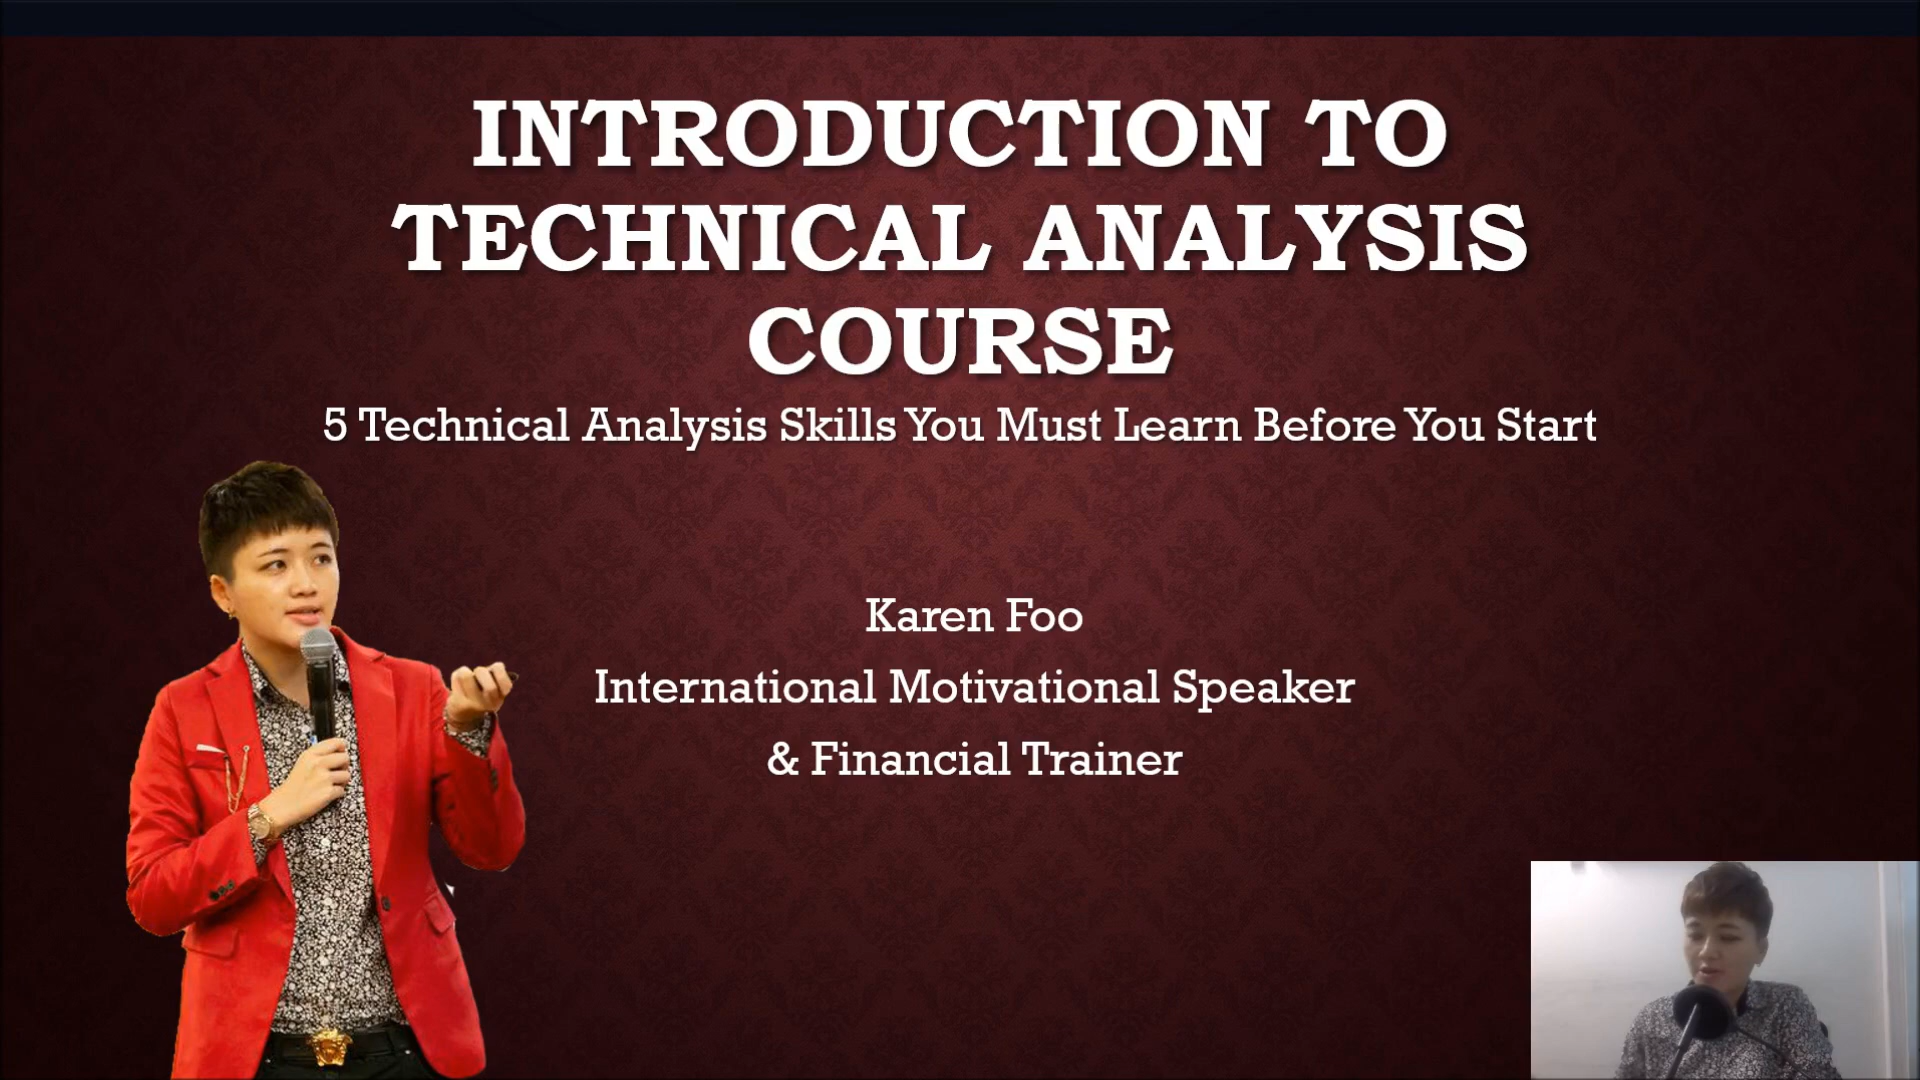 INTRODUCTION TO
TECHNICAL ANALYSIS
COURSE
5 Technical Analysis Skills You Must Learn Before You Start
Karen Foo
International Motivational Speaker
& Financial Trainer